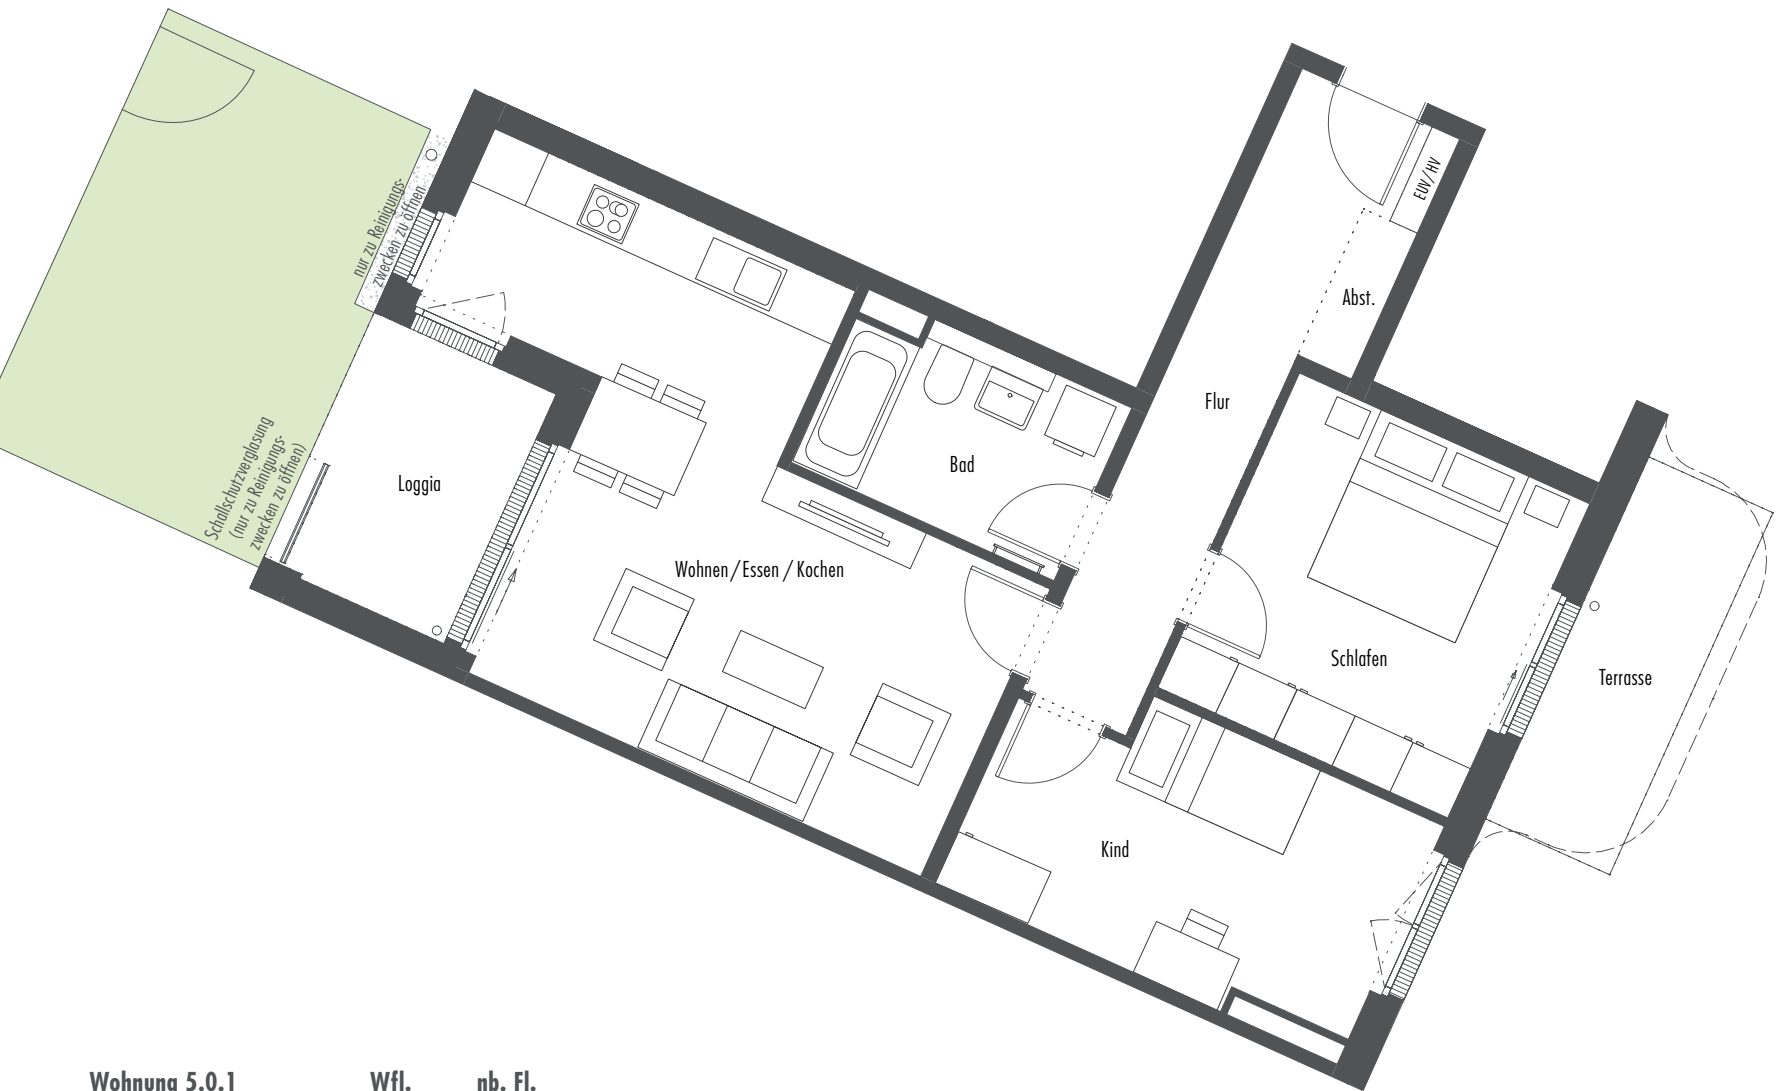 nur zu Reinigungs-
zwecken zu öffnen
EUV/HV
Abst.
Flur
Schallschutzverglasung
(nur zu Reinigungs-
zwecken zu öffnen)
Loggia
Bad
Wohnen/Essen / Kochen
Schlafen
Terrasse
Kind
Wohnung 5.0.1 Wfl. nb. Fl.